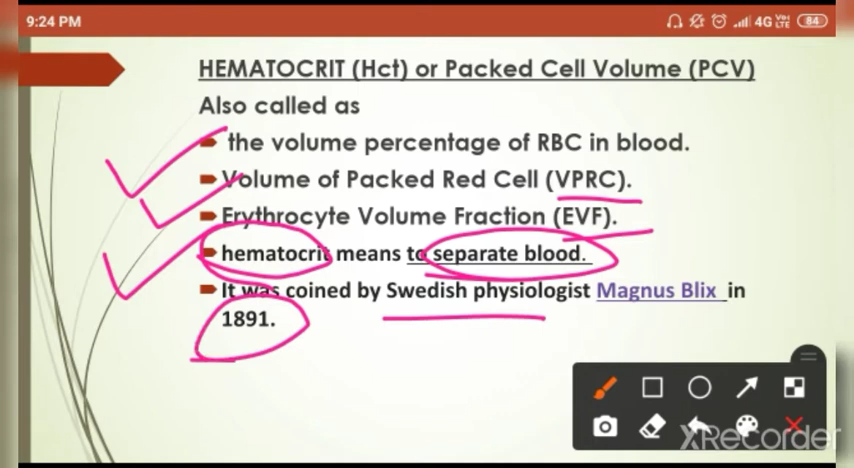 9:24 PM
4G Vo) LTE 84
HEMATOCRIT (Hct) or Packed Cell Volume (PCV)
Also called as
the volume percentage of RBC in blood.
Volume of Packed Red Cell (VPRC).
Erythrocyte Volume Fraction (EVF).
hematocrit means to separate blood.
It was coined by Swedish physiologist Magnus Blix in
1891.
XRecorder